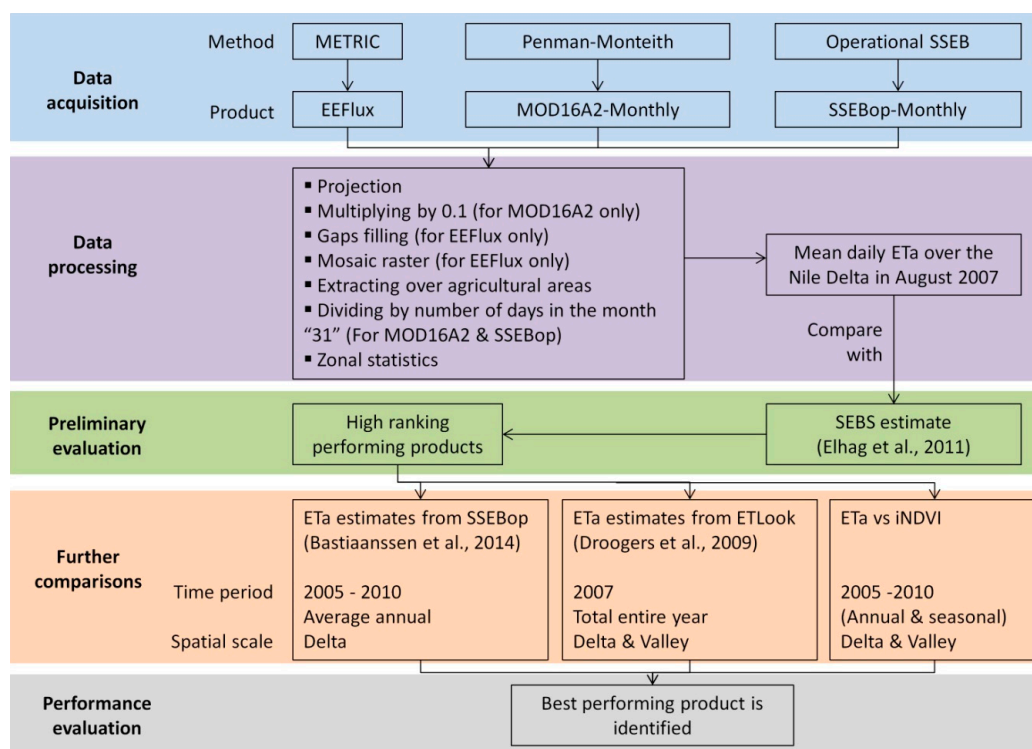 Data
acquisition
Method
METRIC
Penman-Monteith
Operational SSEB
Product
EEFlux
MOD16A2-Monthly
SSEBop-Monthly
Data
processing
▪ Projection
▪ Multiplying by 0.1 (for MOD16A2 only)
▪ Gaps filling (for EEFlux only)
▪ Mosaic raster (for EEFlux only)
▪ Extracting over agricultural areas
▪ Dividing by number of days in the month
“31” (For MOD16A2 & SSEBop)
▪ Zonal statistics
Mean daily ETa over the
Nile Delta in August 2007
Compare
with
Preliminary
evaluation
High ranking
performing products
SEBS estimate
(Elhag et al., 2011)
Further
comparisons
Time period
Spatial scale
ETa estimates from SSEBop
(Bastiaanssen et al., 2014)
2005 - 2010
Average annual
Delta
ETa estimates from ETLook
(Droogers et al., 2009)
2007
Total entire year
Delta & Valley
ETa vs iNDVI
2005 -2010
(Annual & seasonal)
Delta & Valley
Performance
evaluation
Best performing product is
identified